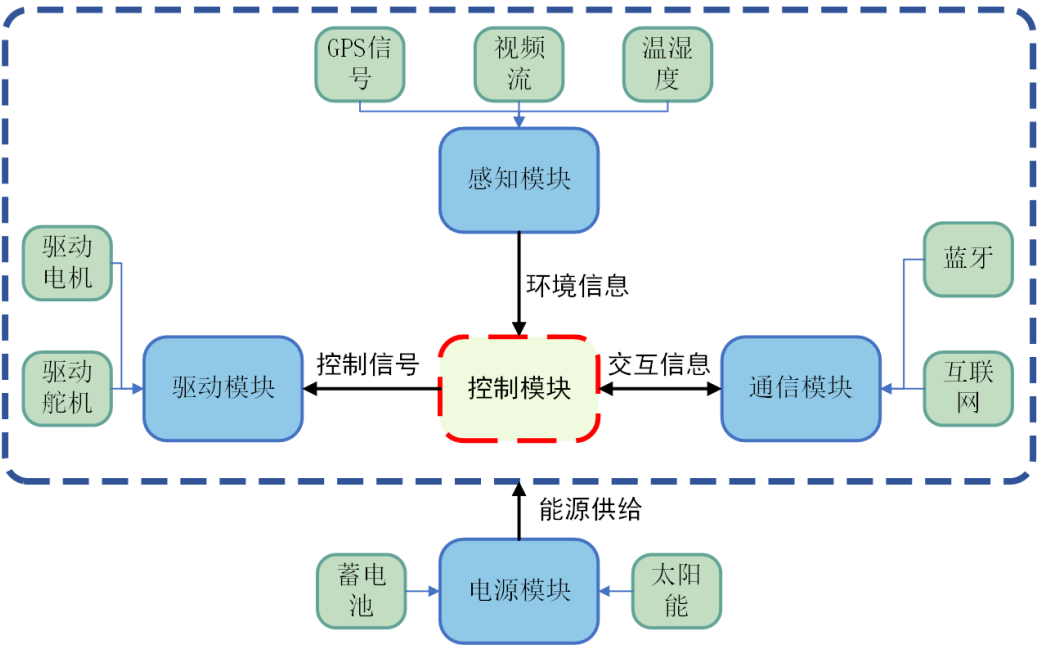 GPS信
号
视频
流
温湿
度
感知模块
环境信息
驱动
电机
蓝牙
驱动
舵机
驱动模块
控制信号
控制模块
交互信息
通信模块
互联
网
能源供给
蓄电
池
电源模块
太阳
能